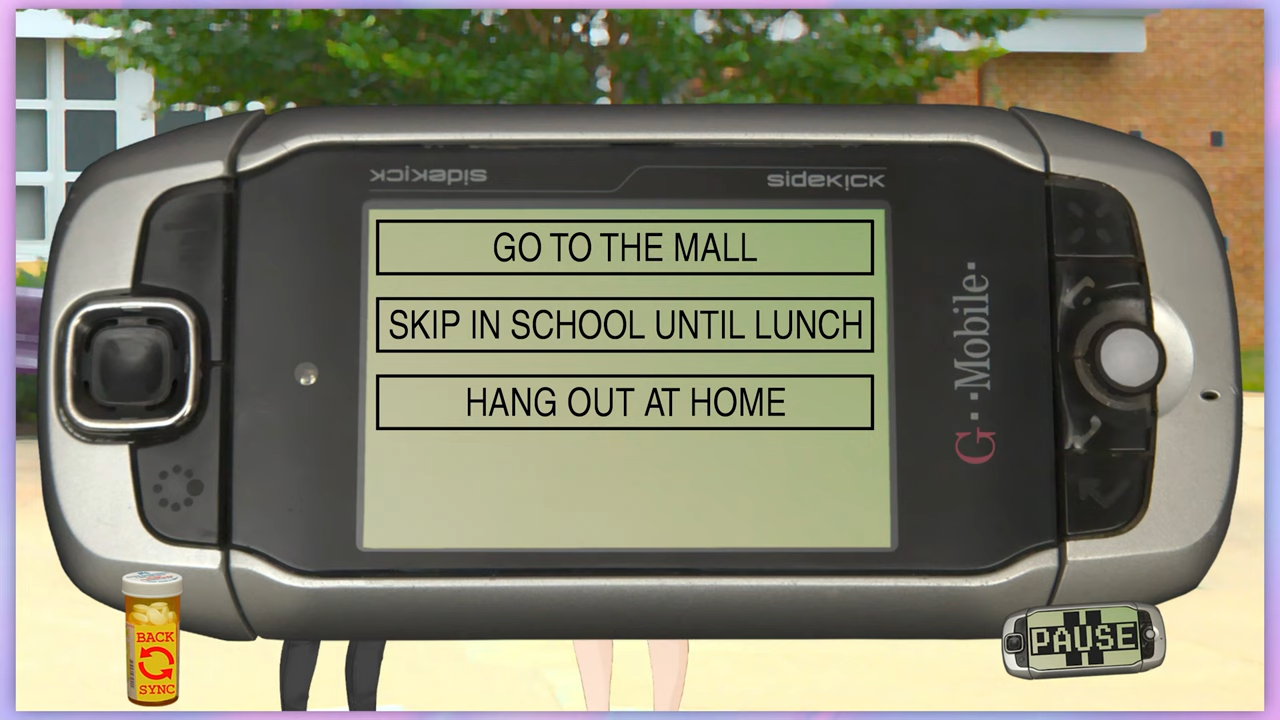 sidekick
sidekick
GO TO THE MALL
SKIP IN SCHOOL UNTIL LUNCH
HANG OUT AT HOME
G··Mobile·
BACK
SYNC
PAUSE